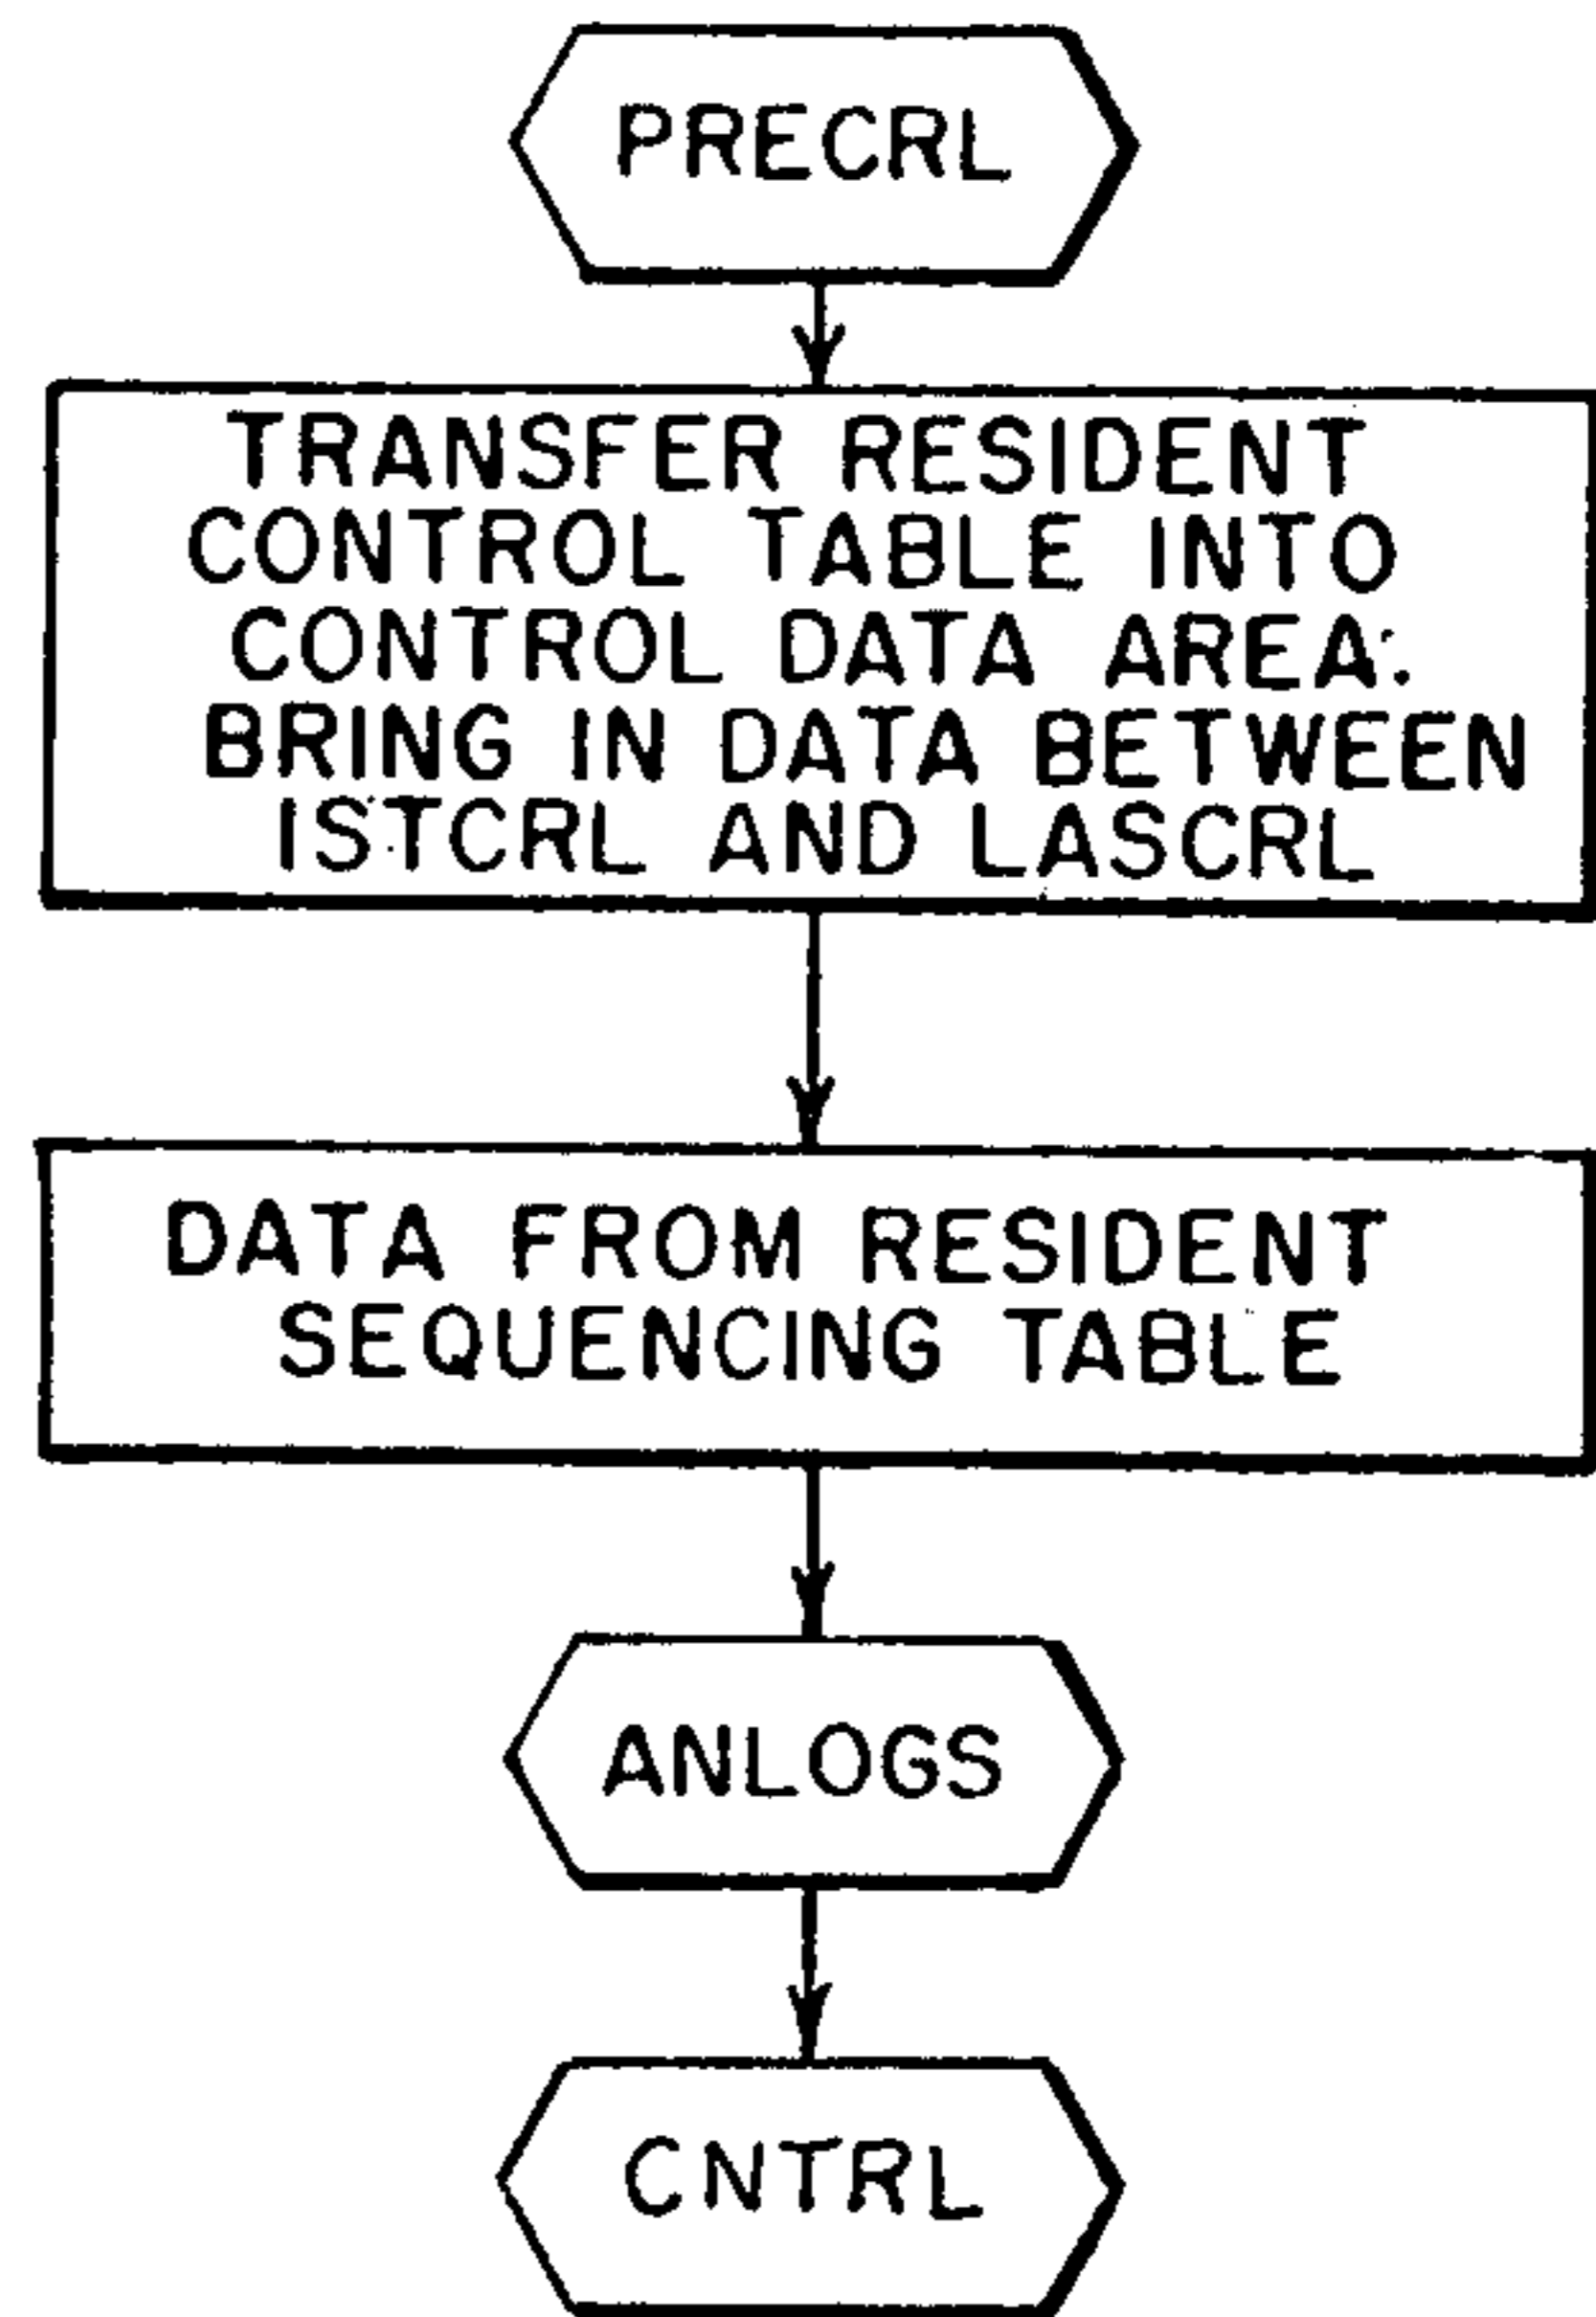 PRECRL
TRANSFER RESIDENT
CONTROL TABLE INTO
CONTROL DATA AREA.
BRING IN DATA BETWEEN
ISTCRL AND LASCRL
DATA FROM RESIDENT
SEQUENCING TABLE
ANLOGS
CNTRL